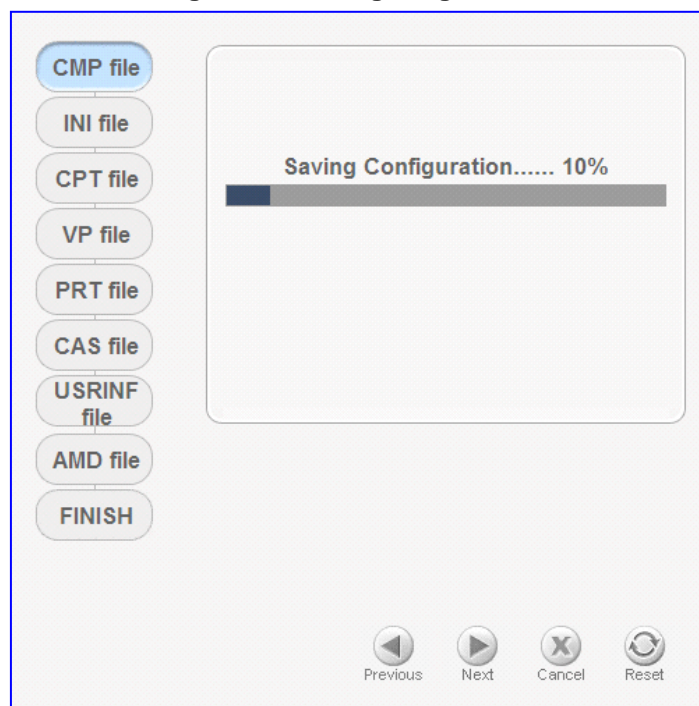 CMP file
INI file
CPT file
VP file
PRT file
CAS file
USRINF
file
AMD file
FINISH
Saving Configuration...... 10%
Previous Next Cancel Reset